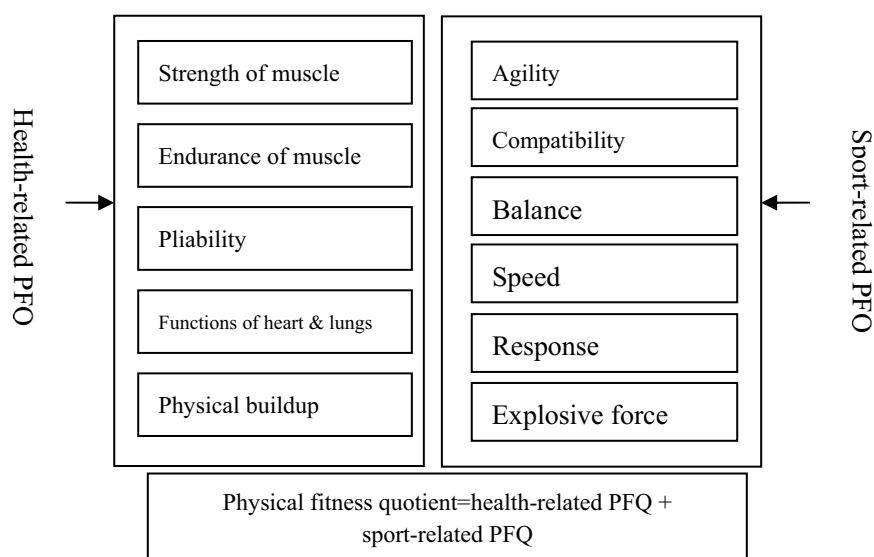 Health-related PFO
Strength of muscle
Endurance of muscle
Pliability
Functions of heart & lungs
Physical buildup
Agility
Compatibility
Balance
Speed
Response
Explosive force
Sport-related PFO
Physical fitness quotient=health-related PFQ +
sport-related PFQ